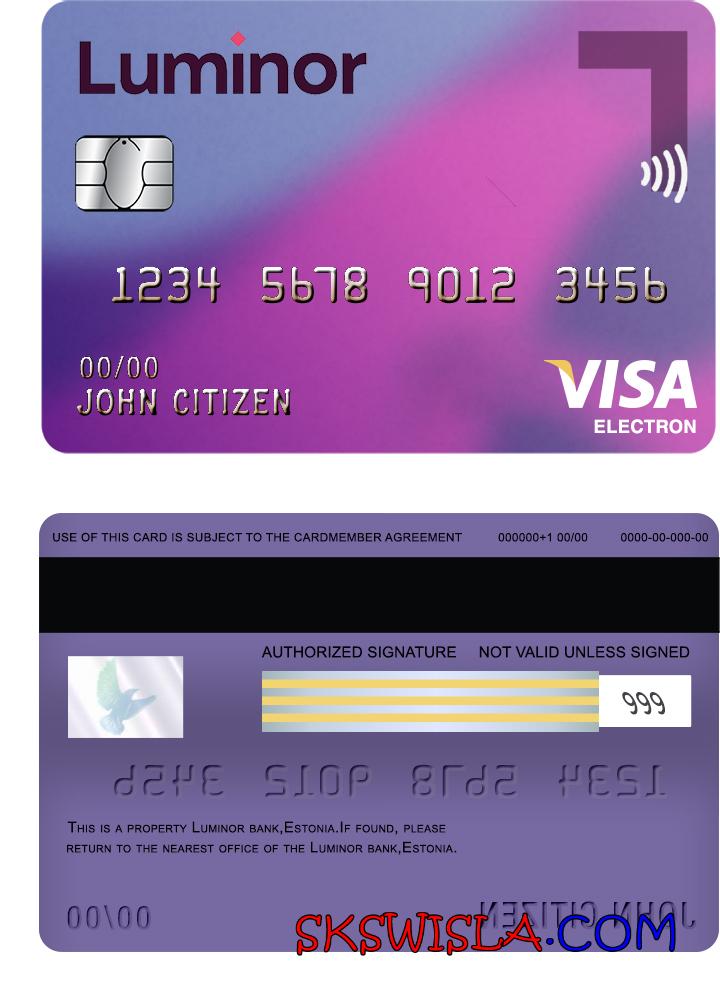 Luminor
1234 5678 9012 3456
00/00
JOHN CITIZEN
VISA
ELECTRON
USE OF THIS CARD IS SUBJECT TO THE CARDMEMBER AGREEMENT 000000+1 00/00 0000-00-000-00
AUTHORIZED SIGNATURE NOT VALID UNLESS SIGNED
999
1234 5678 9012 3456
THIS IS A PROPERTY LUMINOR BANK,ESTONIA.IF FOUND, PLEASE
RETURN TO THE NEAREST OFFICE OF THE LUMINOR BANK,ESTONIA.
00/00 JOHN CITIZEN
SKSWISLA.COM